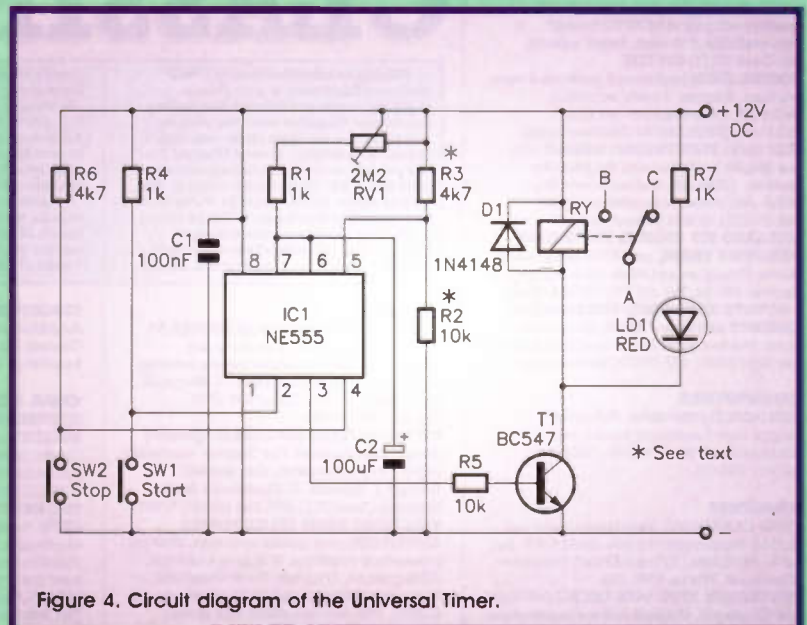 +12V
DC
R6
4k7
R4
1k
R1
1k
2M2
RV1
*
R3
4k7
R7
1K
B
C
D1
RY
C1
100nF
8
7
6
5
1N4148
A
*
R2
10k
IC1
NE555
LD1
RED
1
2
3
4
T1
BC547
* See text
C2
100uF
+
R5
10k
SW2
Stop
SW1
Start
-
Figure 4. Circuit diagram of the Universal Timer.